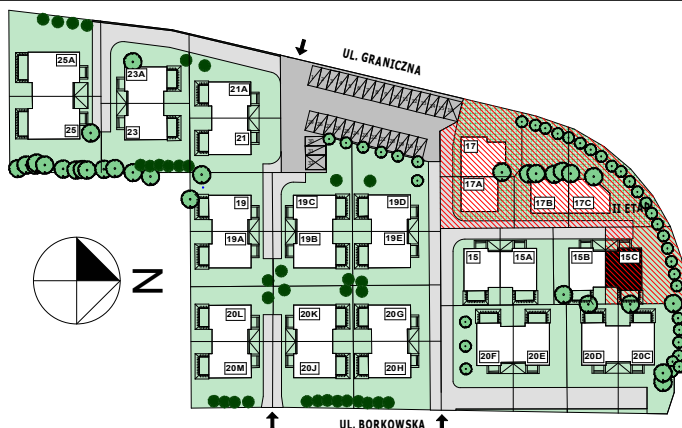 UL. GRANICZNA
25A
23A
21A
25
23
21
17
17A
17B
17C
II ETAP
19
19C
19D
19A
19B
19E
15
15A
15B
15C
N
20L
20K
20G
20M
20J
20H
20F
20E
20D
20C
UL. BORKOWSKA